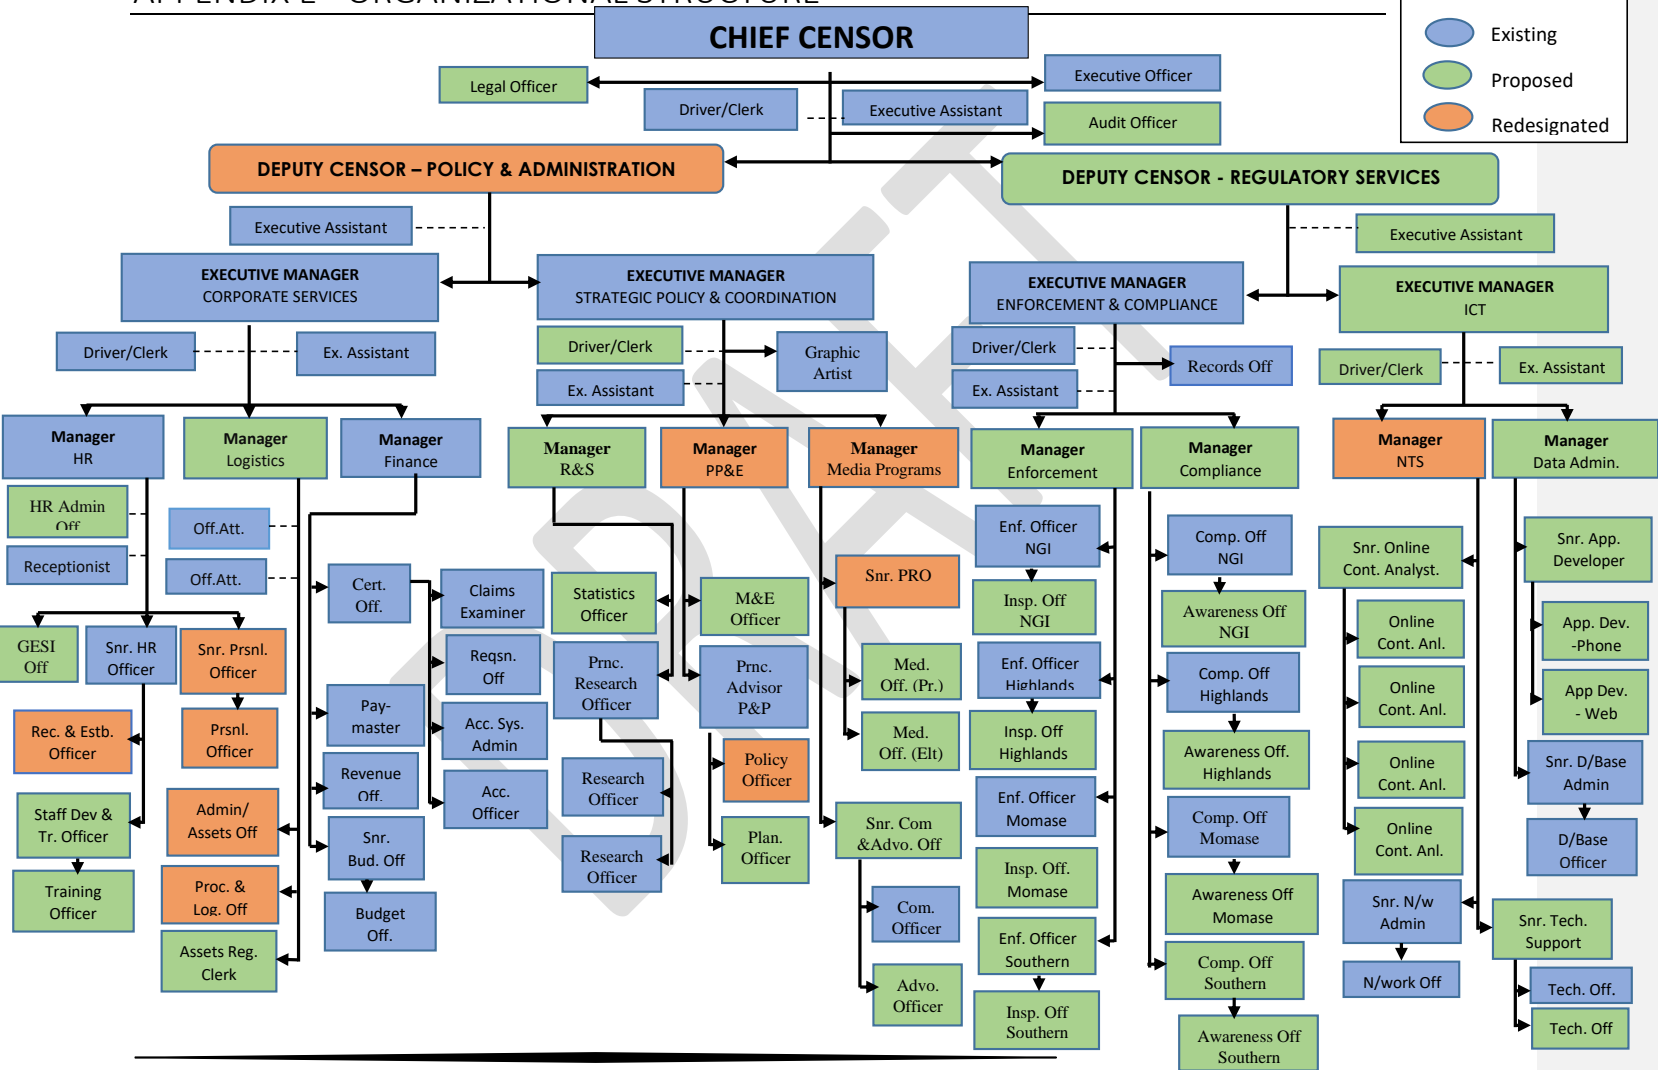 APPENDIX E - ORGANIZATIONAL STRUCTURE
CHIEF CENSOR
Existing
Proposed
Redesignated
Legal Officer
Executive Officer
Driver/Clerk
Executive Assistant
Audit Officer
DEPUTY CENSOR – POLICY & ADMINISTRATION
DEPUTY CENSOR - REGULATORY SERVICES
Executive Assistant
Executive Assistant
EXECUTIVE MANAGER
CORPORATE SERVICES
EXECUTIVE MANAGER
STRATEGIC POLICY & COORDINATION
EXECUTIVE MANAGER
ENFORCEMENT & COMPLIANCE
EXECUTIVE MANAGER
ICT
Driver/Clerk
Ex. Assistant
Driver/Clerk
Ex. Assistant
Graphic
Artist
Driver/Clerk
Ex. Assistant
Records Off
Driver/Clerk
Ex. Assistant
Manager
HR
Manager
Logistics
Manager
Finance
Manager
R&S
Manager
PP&E
Manager
Media Programs
Manager
Enforcement
Manager
Compliance
Manager
NTS
Manager
Data Admin.
HR Admin
Off
Receptionist
Off.Att.
Off.Att.
GESI
Off
Snr. HR
Officer
Snr. Prsnl.
Officer
Rec. & Estb.
Officer
Prsnl.
Officer
Staff Dev &
Tr. Officer
Training
Officer
Admin/
Assets Off
Proc. &
Log. Off
Assets Reg.
Clerk
Cert.
Off.
Pay-
master
Revenue
Off.
Snr.
Bud. Off
Budget
Off.
Claims
Examiner
Reqsn.
Off
Acc. Sys.
Admin
Acc.
Officer
Statistics
Officer
Prnc.
Research
Officer
Research
Officer
Research
Officer
M&E
Officer
Prnc.
Advisor
P&P
Policy
Officer
Plan.
Officer
Snr. PRO
Med.
Off. (Pr.)
Med.
Off. (Elt)
Snr. Com
&Advo. Off
Com.
Officer
Advo.
Officer
Enf. Officer
NGI
Insp. Off
NGI
Enf. Officer
Highlands
Insp. Off
Highlands
Enf. Officer
Momase
Insp. Off.
Momase
Enf. Officer
Southern
Insp. Off
Southern
Comp. Off
NGI
Awareness Off
NGI
Comp. Off
Highlands
Awareness Off.
Highlands
Comp. Off
Momase
Awareness Off
Momase
Comp. Off
Southern
Awareness Off
Southern
Snr. Online
Cont. Analyst.
Online
Cont. Anl.
Online
Cont. Anl.
Online
Cont. Anl.
Online
Cont. Anl.
Snr. N/w
Admin
N/work Off
Snr. Tech.
Support
Tech. Off.
Tech. Off
Snr. App.
Developer
App. Dev.
-Phone
App Dev.
- Web
Snr. D/Base
Admin
D/Base
Officer
DRAFT